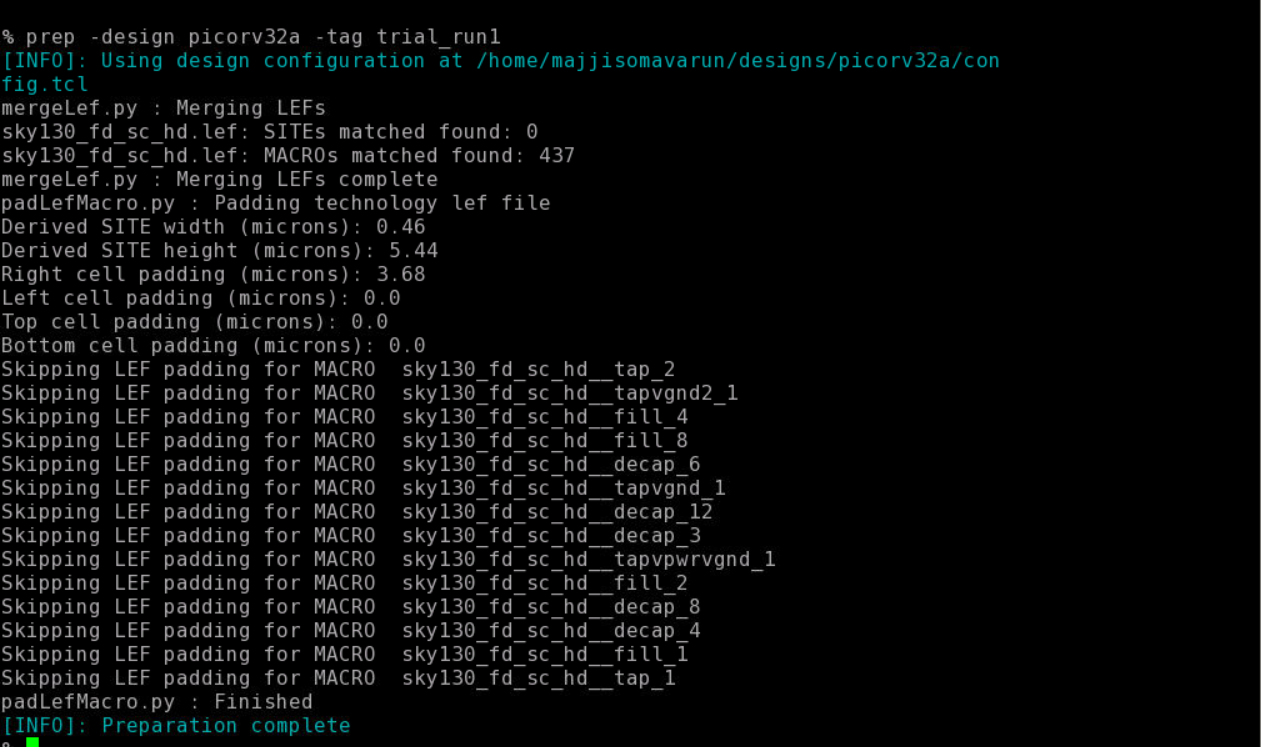 % prep -design picorv32a -tag trial_run1
[INFO]: Using design configuration at /home/majjisomavarun/designs/picorv32a/con
fig.tcl
mergeLef.py : Merging LEFs
sky130_fd_sc_hd.lef: SITEs matched found: 0
sky130_fd_sc_hd.lef: MACROs matched found: 437
mergeLef.py : Merging LEFs complete
padLefMacro.py : Padding technology lef file
Derived SITE width (microns): 0.46
Derived SITE height (microns): 5.44
Right cell padding (microns): 3.68
Left cell padding (microns): 0.0
Top cell padding (microns): 0.0
Bottom cell padding (microns): 0.0
Skipping LEF padding for MACRO  sky130_fd_sc_hd__tap_2
Skipping LEF padding for MACRO  sky130_fd_sc_hd__tapvgnd2_1
Skipping LEF padding for MACRO  sky130_fd_sc_hd__fill_4
Skipping LEF padding for MACRO  sky130_fd_sc_hd__fill_8
Skipping LEF padding for MACRO  sky130_fd_sc_hd__decap_6
Skipping LEF padding for MACRO  sky130_fd_sc_hd__tapvgnd_1
Skipping LEF padding for MACRO  sky130_fd_sc_hd__decap_12
Skipping LEF padding for MACRO  sky130_fd_sc_hd__decap_3
Skipping LEF padding for MACRO  sky130_fd_sc_hd__tapvpwrvgnd_1
Skipping LEF padding for MACRO  sky130_fd_sc_hd__fill_2
Skipping LEF padding for MACRO  sky130_fd_sc_hd__decap_8
Skipping LEF padding for MACRO  sky130_fd_sc_hd__decap_4
Skipping LEF padding for MACRO  sky130_fd_sc_hd__fill_1
Skipping LEF padding for MACRO  sky130_fd_sc_hd__tap_1
padLefMacro.py : Finished
[INFO]: Preparation complete
%